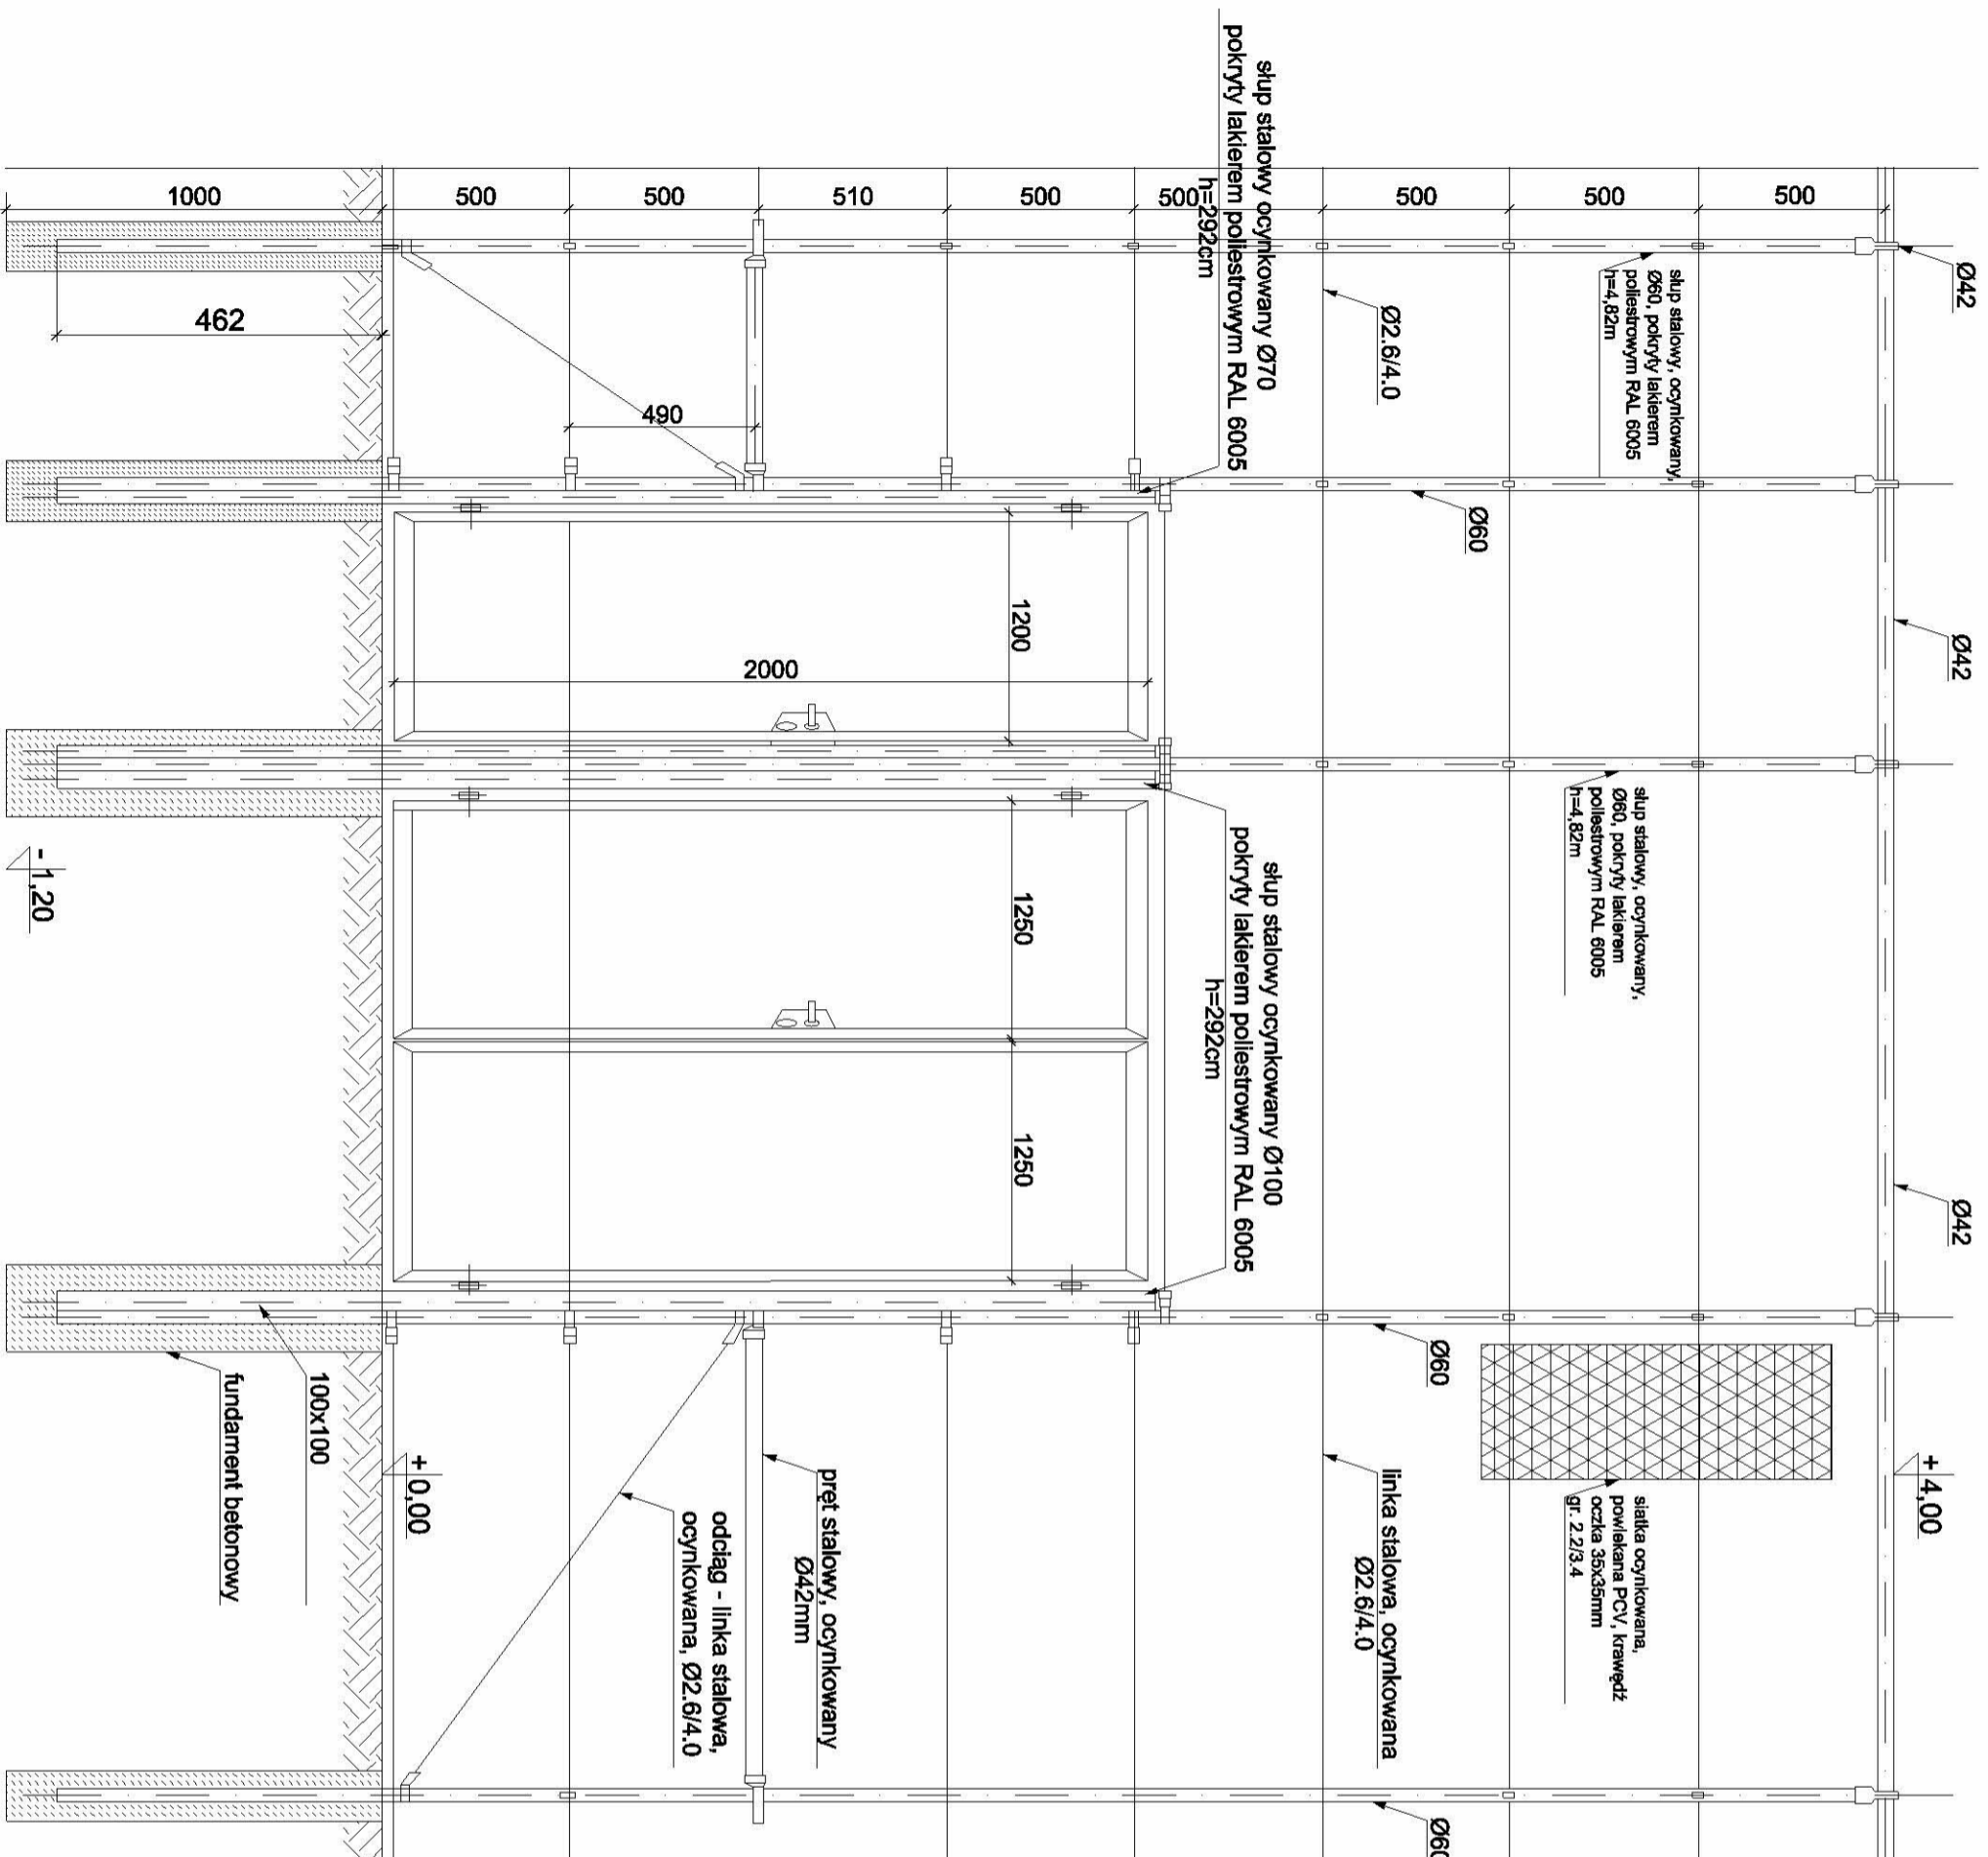 słup stalowy ocynkowany Ø70
pokryty lakierem poliestrowym RAL 6005
h=292cm
1000
500
500
510
500
500
500
500
500
462
490
Ø2.6/4.0
słup stalowy, ocynkowany,
Ø60, pokryty lakierem
poliestrowym RAL 6005
h=4,82m
Ø42
Ø60
Ø42
1200
2000
słup stalowy, ocynkowany,
Ø60, pokryty lakierem
poliestrowym RAL 6005
h=4,82m
słup stalowy ocynkowany Ø100
pokryty lakierem poliestrowym RAL 6005
h=292cm
- 1,20
1250
1250
Ø42
Ø60
100x100
fundament betonowy
+ 0,00
pręt stalowy, ocynkowany
Ø42mm
odciąg - linka stalowa,
ocynkowana, Ø2.6/4.0
linka stalowa, ocynkowana
Ø2.6/4.0
siatka ocynkowana,
powlekana PCV, krawędź
oczka 35x35mm
gr. 2.2/3.4
+ 4,00
Ø60